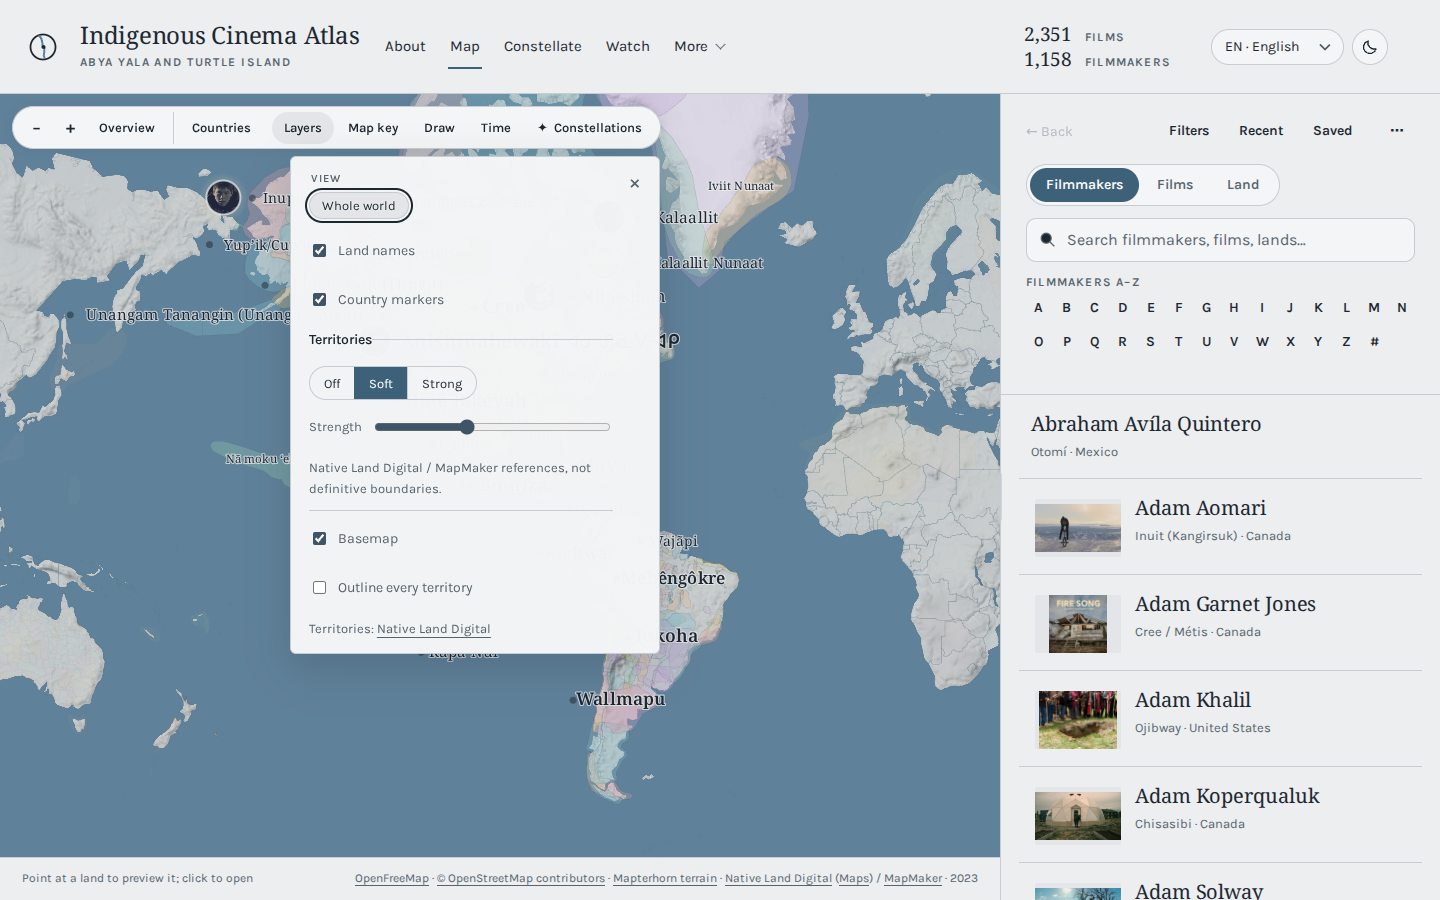 Indigenous Cinema Atlas
ABYA YALA AND TURTLE ISLAND
About
Map
Constellate
Watch
More
2,351 FILMS
1,158 FILMMAKERS
EN · English
−
+
Overview
Countries
Layers
Map key
Draw
Time
✦ Constellations
VIEW
×
Whole world
Land names
Country markers
Territories
Off
Soft
Strong
Strength
Native Land Digital / MapMaker references, not
definitive boundaries.
Basemap
Outline every territory
Territories: Native Land Digital
Iviit Nunaat
Kalaallit
Unangam Tanangin
Wallmapu
← Back
Filters
Recent
Saved
···
Filmmakers
Films
Land
Search filmmakers, films, lands...
FILMMAKERS A–Z
A B C D E F G H I J K L M N
O P Q R S T U V W X Y Z #
Abraham Avíla Quintero
Otomí · Mexico
Adam Aomari
Inuit (Kangirsuk) · Canada
FIRE SONG
Adam Garnet Jones
Cree / Métis · Canada
Adam Khalil
Ojibway · United States
Adam Koperqualuk
Chisasibi · Canada
Adam Solway
Point at a land to preview it; click to open
OpenFreeMap · © OpenStreetMap contributors · Mapterhorn terrain · Native Land Digital (Maps) / MapMaker · 2023